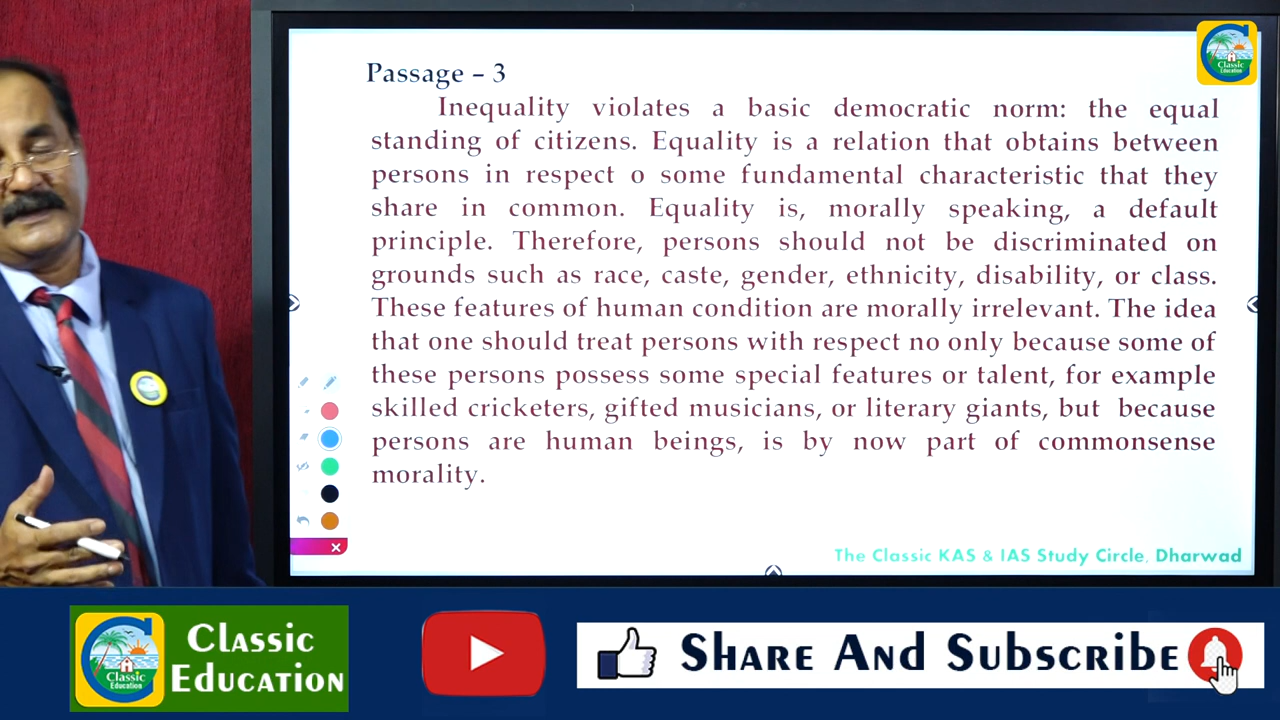 Passage – 3
Inequality violates a basic democratic norm: the equal
standing of citizens. Equality is a relation that obtains between
persons in respect o some fundamental characteristic that they
share in common. Equality is, morally speaking, a default
principle. Therefore, persons should not be discriminated on
grounds such as race, caste, gender, ethnicity, disability, or class.
These features of human condition are morally irrelevant. The idea
that one should treat persons with respect no only because some of
these persons possess some special features or talent, for example
skilled cricketers, gifted musicians, or literary giants, but because
persons are human beings, is by now part of commonsense
morality.
The Classic KAS & IAS Study Circle, Dharwad
Classic
Education
Classic
Education
Classic
Education
Share And Subscribe